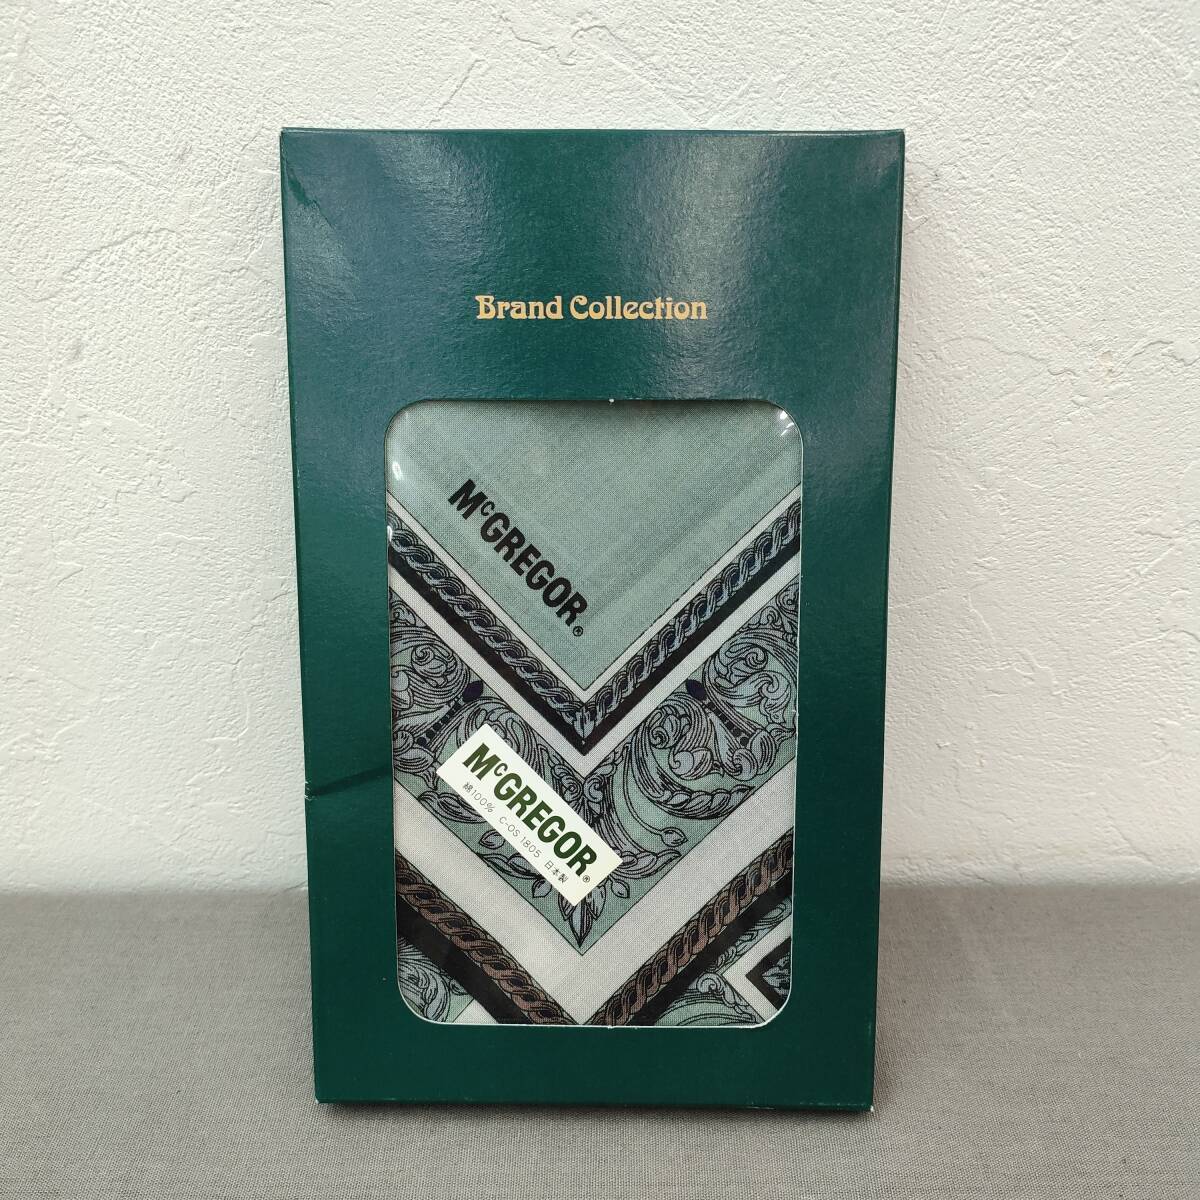 Brand Collection
McGREGOR®
McGREGOR®
綿100% C-OS 1805 日本製